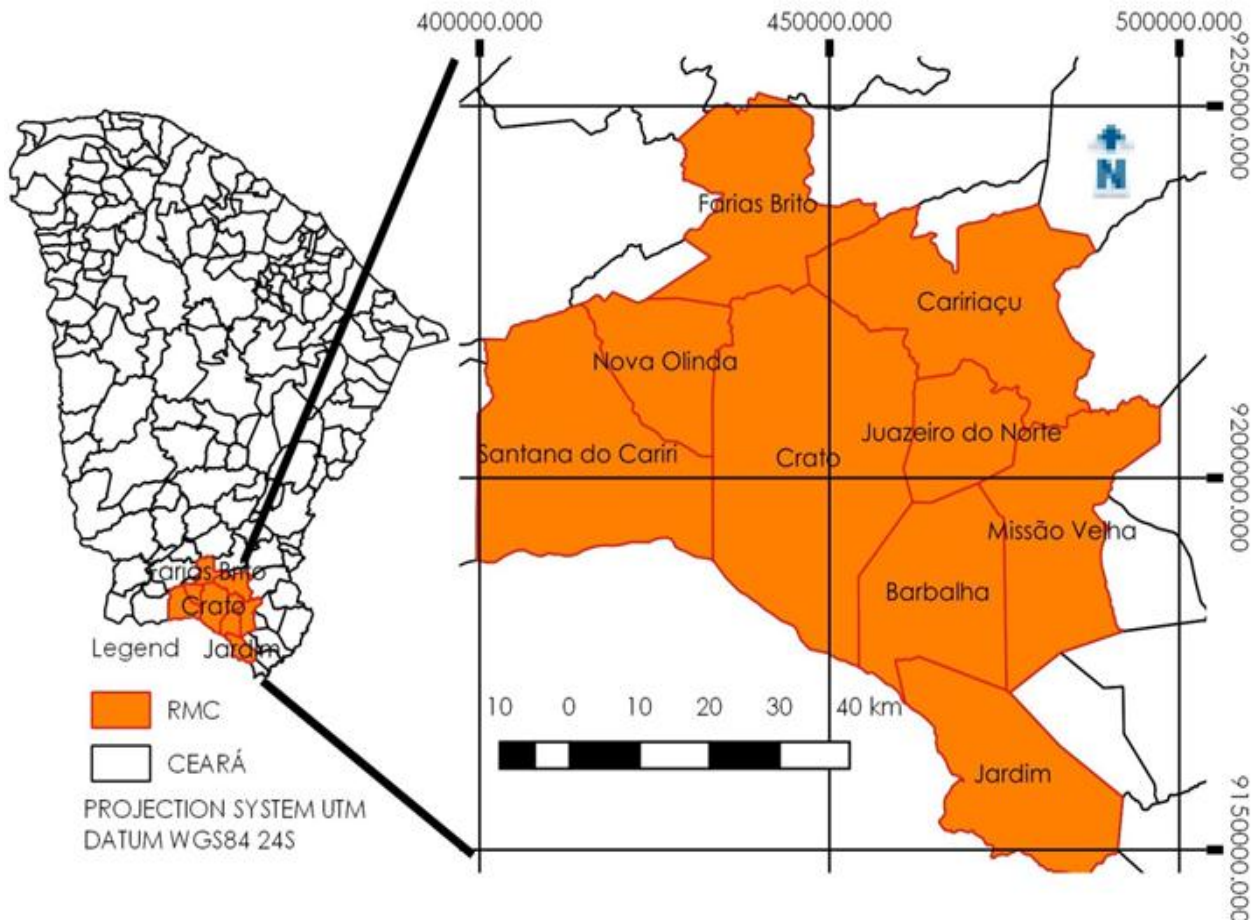 400000.000
450000.000
500000.000
9250000.000
N
Farias Brito
Caririaçu
Nova Olinda
Juazeiro do Norte
Santana do Cariri
Crato
9200000.000
Missão Velha
Barbalha
Farias Brito
Crato
Jardim
Legend
RMC
CEARÁ
PROJECTION SYSTEM UTM
DATUM WGS84 24S
10 0 10 20 30 40 km
Jardim
9150000.000